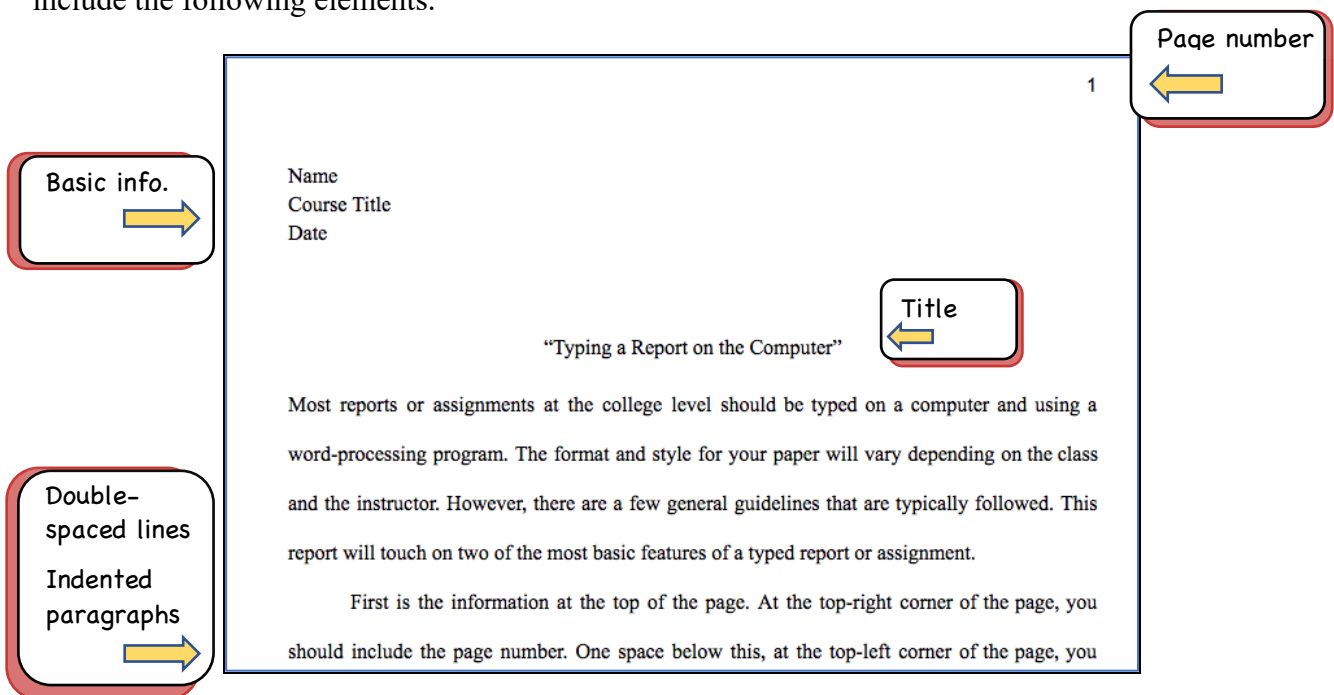 include the following elements.
Page number
1
Basic info.
Name
Course Title
Date
Title
“Typing a Report on the Computer”
Most reports or assignments at the college level should be typed on a computer and using a
word-processing program. The format and style for your paper will vary depending on the class
and the instructor. However, there are a few general guidelines that are typically followed. This
report will touch on two of the most basic features of a typed report or assignment.
Double-
spaced lines
Indented
paragraphs
First is the information at the top of the page. At the top-right corner of the page, you
should include the page number. One space below this, at the top-left corner of the page, you